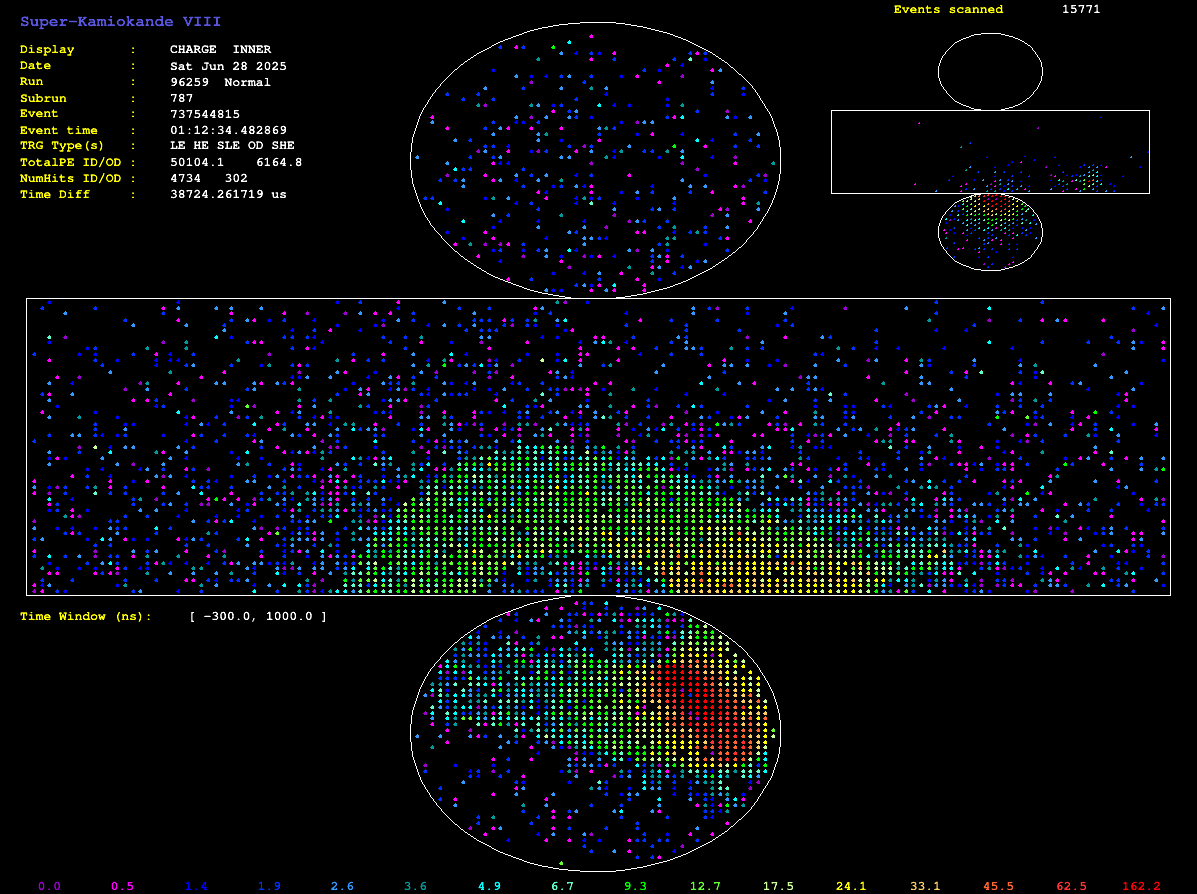 Super-Kamiokande VIII
Events scanned 15771
Display : CHARGE INNER
Date : Sat Jun 28 2025
Run : 96259 Normal
Subrun : 787
Event : 737544815
Event time : 01:12:34.482869
TRG Type(s) : LE HE SLE OD SHE
TotalPE ID/OD : 50104.1 6164.8
NumHits ID/OD : 4734 302
Time Diff : 38724.261719 us
Time Window (ns): [ -300.0, 1000.0 ]
0.0 0.5 1.4 1.9 2.6 3.6 4.9 6.7 9.3 12.7 17.5 24.1 33.1 45.5 62.5 162.2